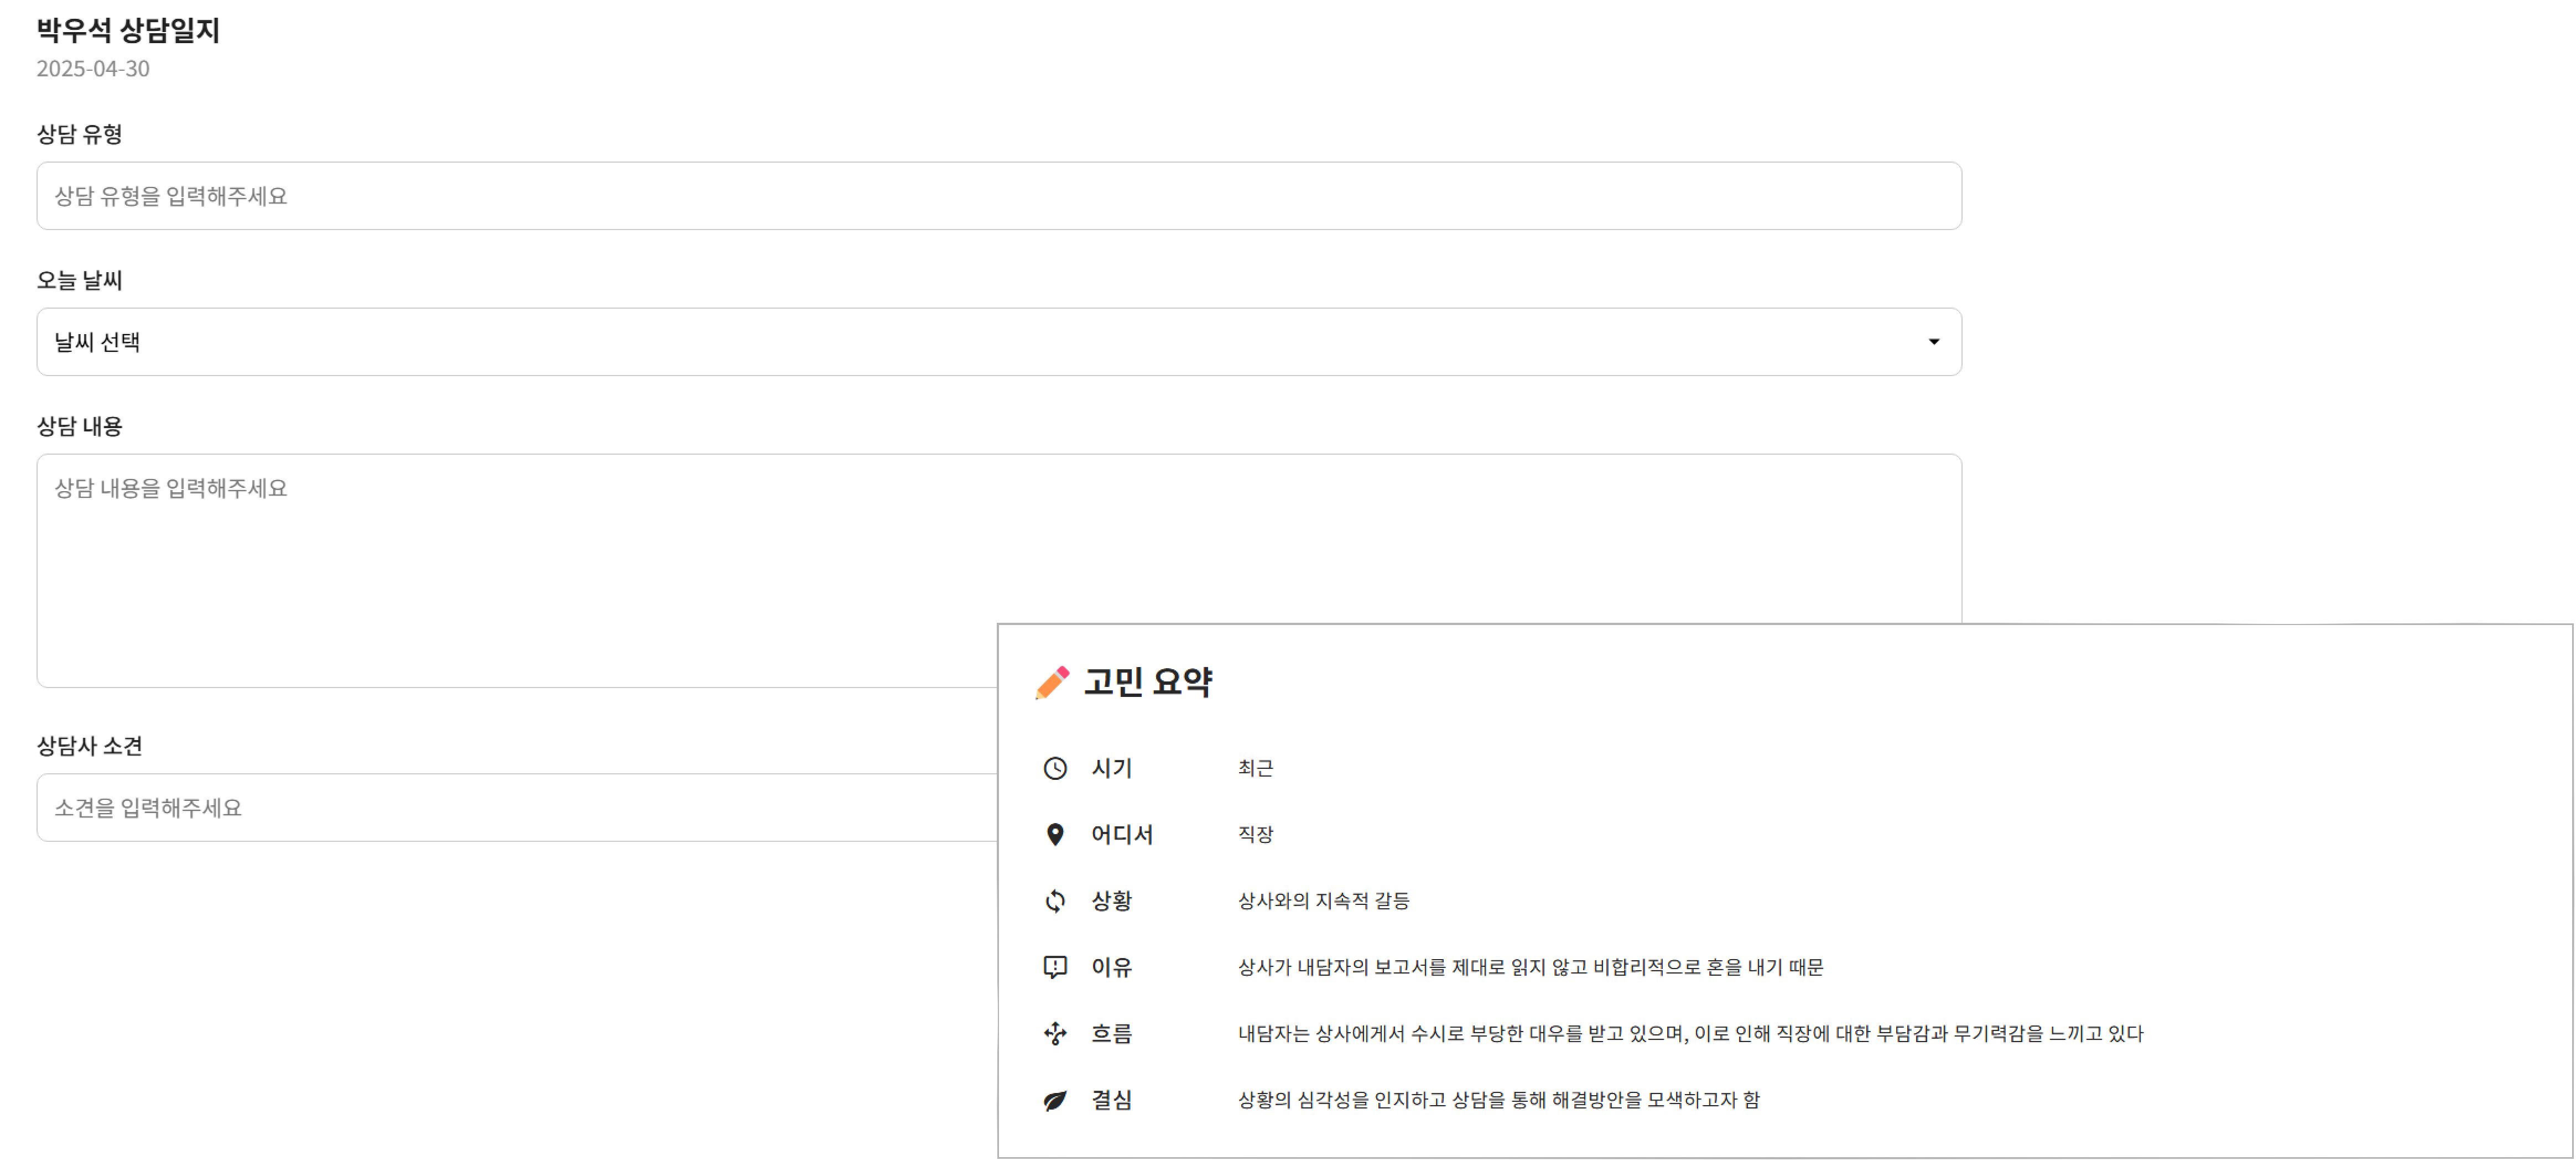 박우석 상담일지
2025-04-30
상담 유형
상담 유형을 입력해주세요
오늘 날씨
날씨 선택
상담 내용
상담 내용을 입력해주세요
상담사 소견
소견을 입력해주세요
고민 요약
시기 최근
어디서 직장
상황 상사와의 지속적 갈등
이유 상사가 내담자의 보고서를 제대로 읽지 않고 비합리적으로 혼을 내기 때문
흐름 내담자는 상사에게서 수시로 부당한 대우를 받고 있으며, 이로 인해 직장에 대한 부담감과 무기력감을 느끼고 있다
결심 상황의 심각성을 인지하고 상담을 통해 해결방안을 모색하고자 함